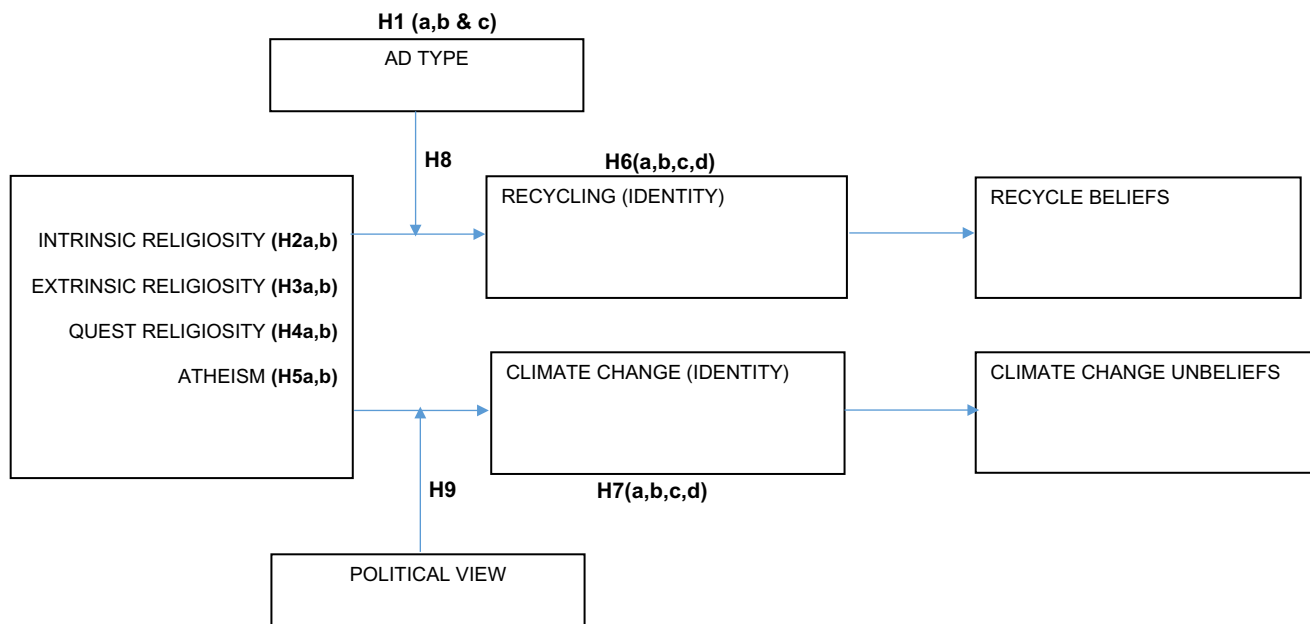 H1 (a,b & c)
AD TYPE
H8
H6(a,b,c,d)
RECYCLING (IDENTITY)
RECYCLE BELIEFS
INTRINSIC RELIGIOSITY (H2a,b)
EXTRINSIC RELIGIOSITY (H3a,b)
QUEST RELIGIOSITY (H4a,b)
ATHEISM (H5a,b)
CLIMATE CHANGE (IDENTITY)
CLIMATE CHANGE UNBELIEFS
H9
H7(a,b,c,d)
POLITICAL VIEW